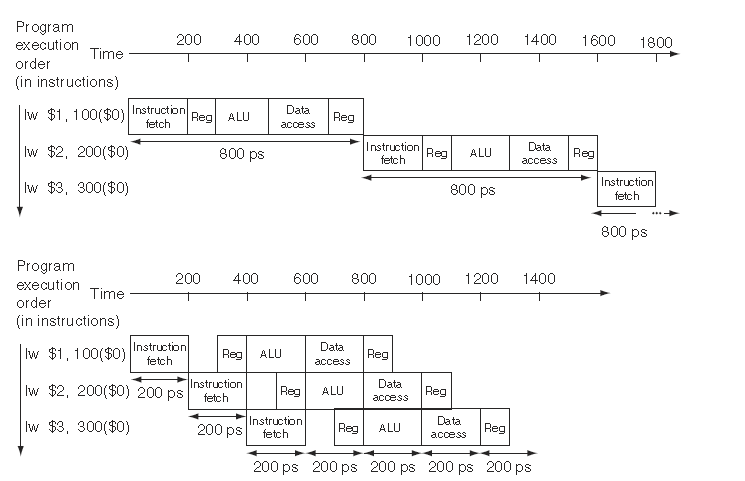 Program
execution
order
(in instructions)
Time
200 400 600 800 1000 1200 1400 1600 1800
lw $1, 100($0) Instruction fetch Reg ALU Data access Reg
800 ps
lw $2, 200($0) Instruction fetch Reg ALU Data access Reg
800 ps
lw $3, 300($0) Instruction fetch
...
800 ps
Program
execution
order
(in instructions)
Time
200 400 600 800 1000 1200 1400
lw $1, 100($0) Instruction fetch Reg ALU Data access Reg
lw $2, 200($0) 200 ps Instruction fetch Reg ALU Data access Reg
lw $3, 300($0) 200 ps Instruction fetch Reg ALU Data access Reg
200 ps 200 ps 200 ps 200 ps 200 ps